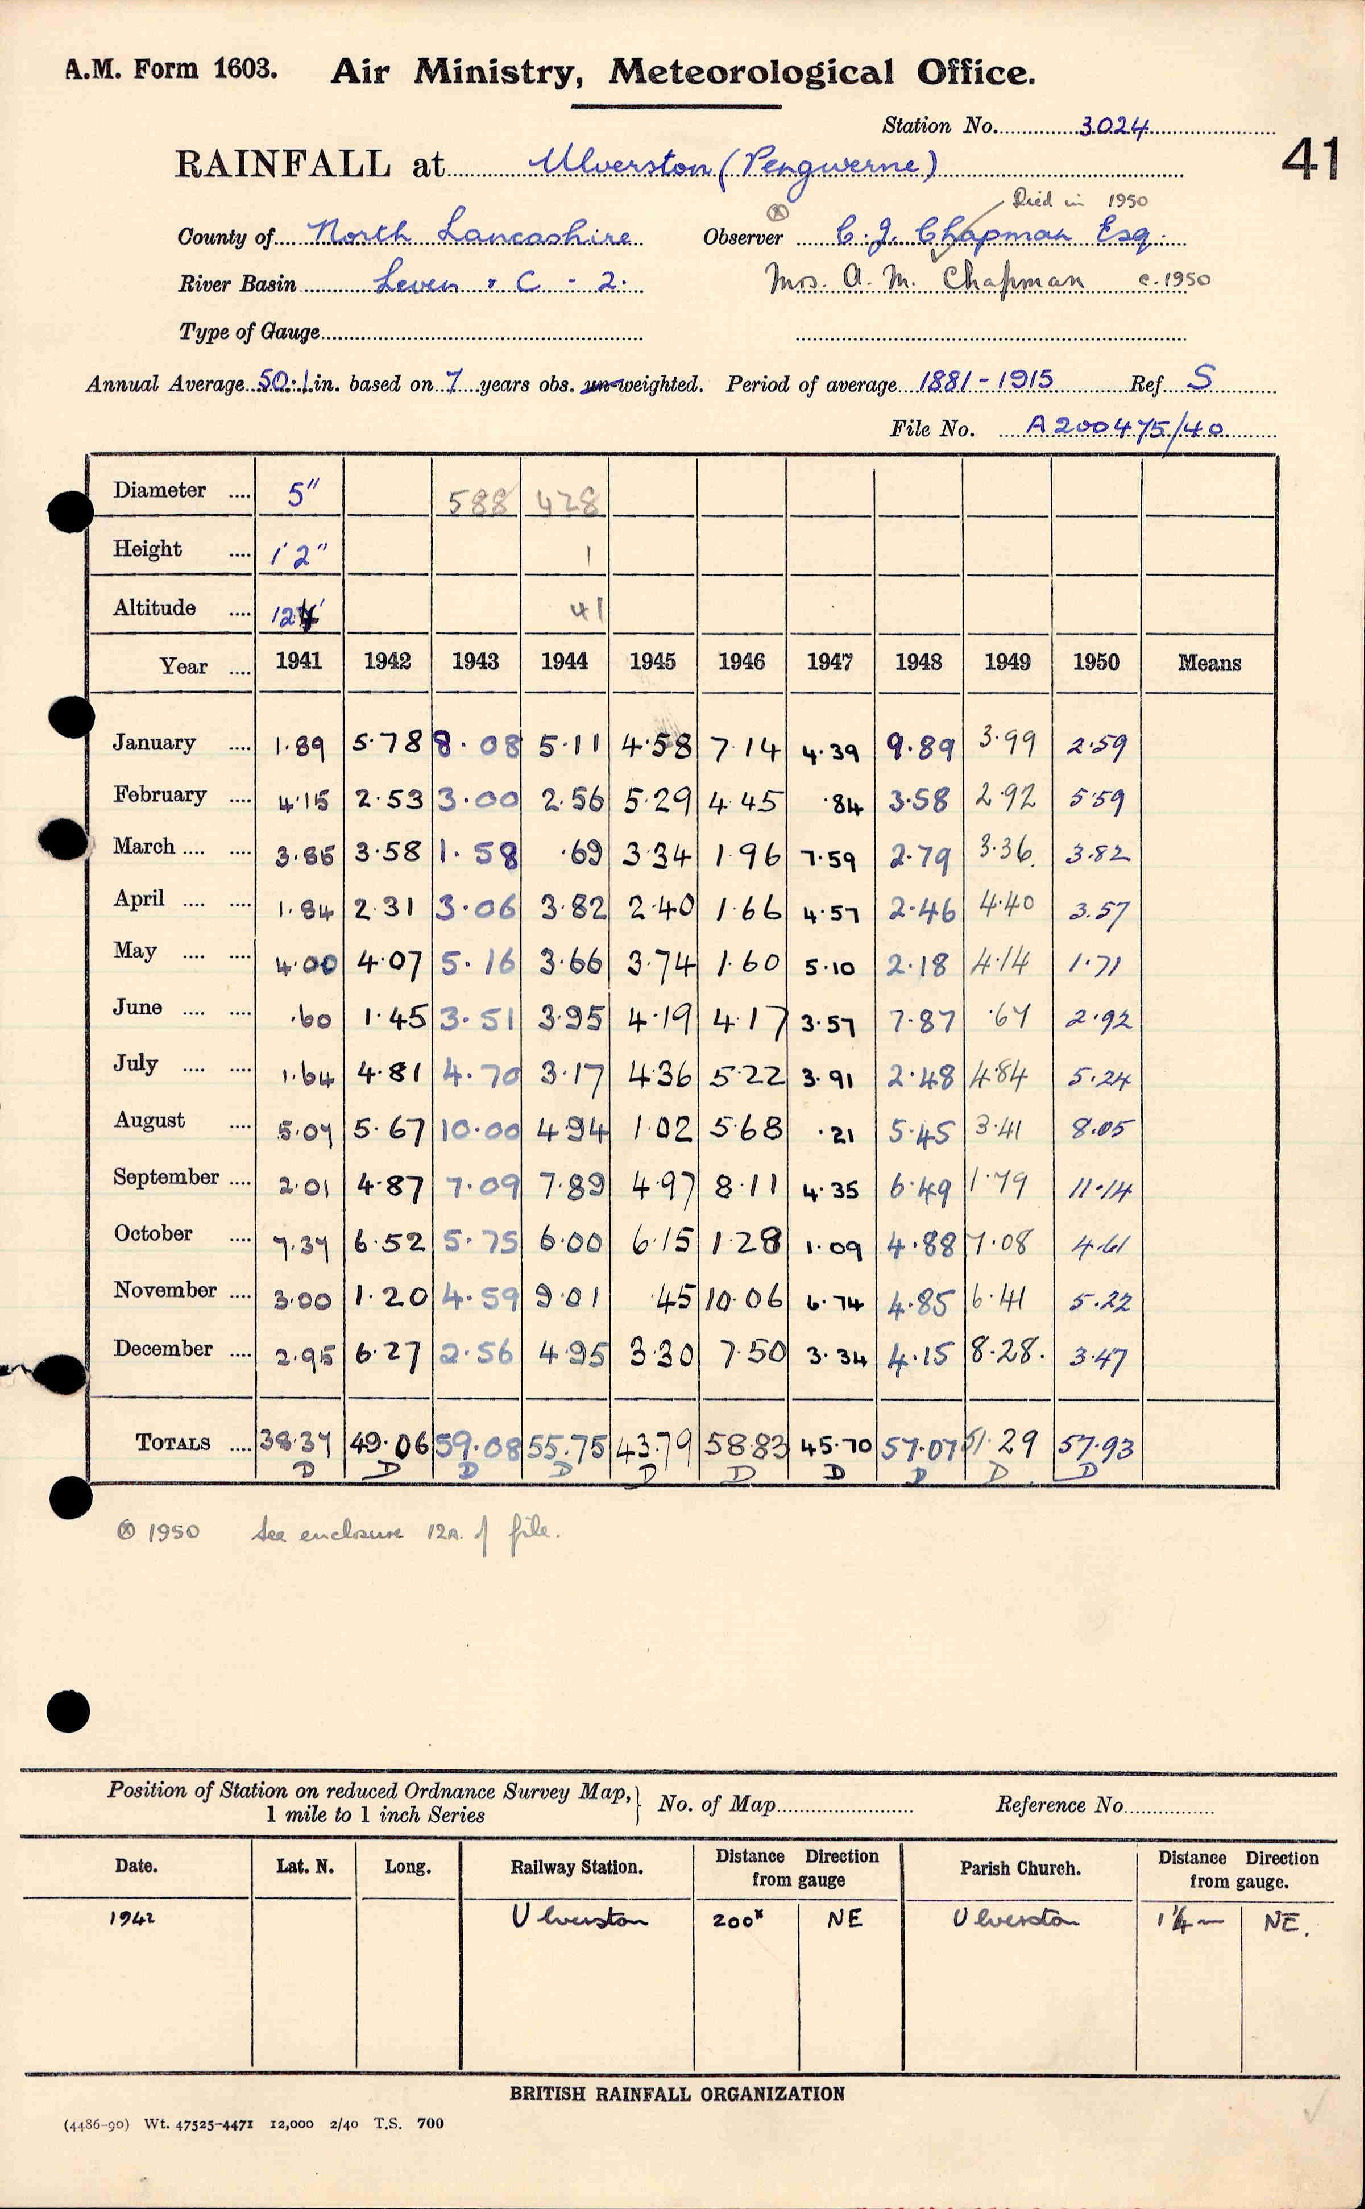 A.M. Form 1603. Air Ministry, Meteorological Office.
Station No. 3024
41
RAINFALL at Ulverston (Pengwerne)
Died in 1950
County of North Lancashire Observer C. J. Chapman Esq.
River Basin Leven & C - 2. Mrs. A. M. Chapman c.1950
Type of Gauge
Annual Average 50.1 in. based on 7 years obs. un-weighted. Period of average 1881-1915 Ref. S
File No. A200475/40
Diameter .... 5" 588 428
Height .... 1' 2" 1
Altitude .... 124' 41
Year .... 1941 1942 1943 1944 1945 1946 1947 1948 1949 1950 Means
January .... 1.89 5.78 8.08 5.11 4.58 7.14 4.39 9.89 3.99 2.59
February .... 4.15 2.53 3.00 2.56 5.29 4.45 .84 3.58 2.92 5.59
March .... .... 3.85 3.58 1.58 .69 3.34 1.96 7.59 2.79 3.36 3.82
April .... .... 1.84 2.31 3.06 3.82 2.40 1.66 4.57 2.46 4.40 3.57
May .... .... 4.00 4.07 5.16 3.66 3.74 1.60 5.10 2.18 4.14 1.71
June .... .... .60 1.45 3.51 3.95 4.19 4.17 3.57 7.87 .67 2.92
July .... .... 1.64 4.81 4.70 3.17 4.36 5.22 3.91 2.48 4.84 5.24
August .... 5.07 5.67 10.00 4.94 1.02 5.68 .21 5.45 3.41 8.05
September .... 2.01 4.87 7.09 7.89 4.97 8.11 4.35 6.49 1.79 11.14
October .... 7.37 6.52 5.75 6.00 6.15 1.28 1.09 4.88 7.08 4.61
November .... 3.00 1.20 4.59 9.01 .45 10.06 6.74 4.85 6.41 5.22
December .... 2.95 6.27 2.56 4.95 3.30 7.50 3.34 4.15 8.28. 3.47
TOTALS .... 38.37 49.06 59.08 55.75 43.79 58.83 45.70 57.07 51.29 57.93
D D D D D D D D D D
⊗ 1950 See enclosure 12A. of file.
Position of Station on reduced Ordnance Survey Map, 1 mile to 1 inch Series } No. of Map Reference No.
Date. Lat. N. Long. Railway Station. Distance Direction from gauge Parish Church. Distance Direction from gauge.
1942 Ulverston 200x NE Ulverston 1¼ m NE.
BRITISH RAINFALL ORGANIZATION
(4486-90) Wt. 47525-4471 12,000 2/40 T.S. 700